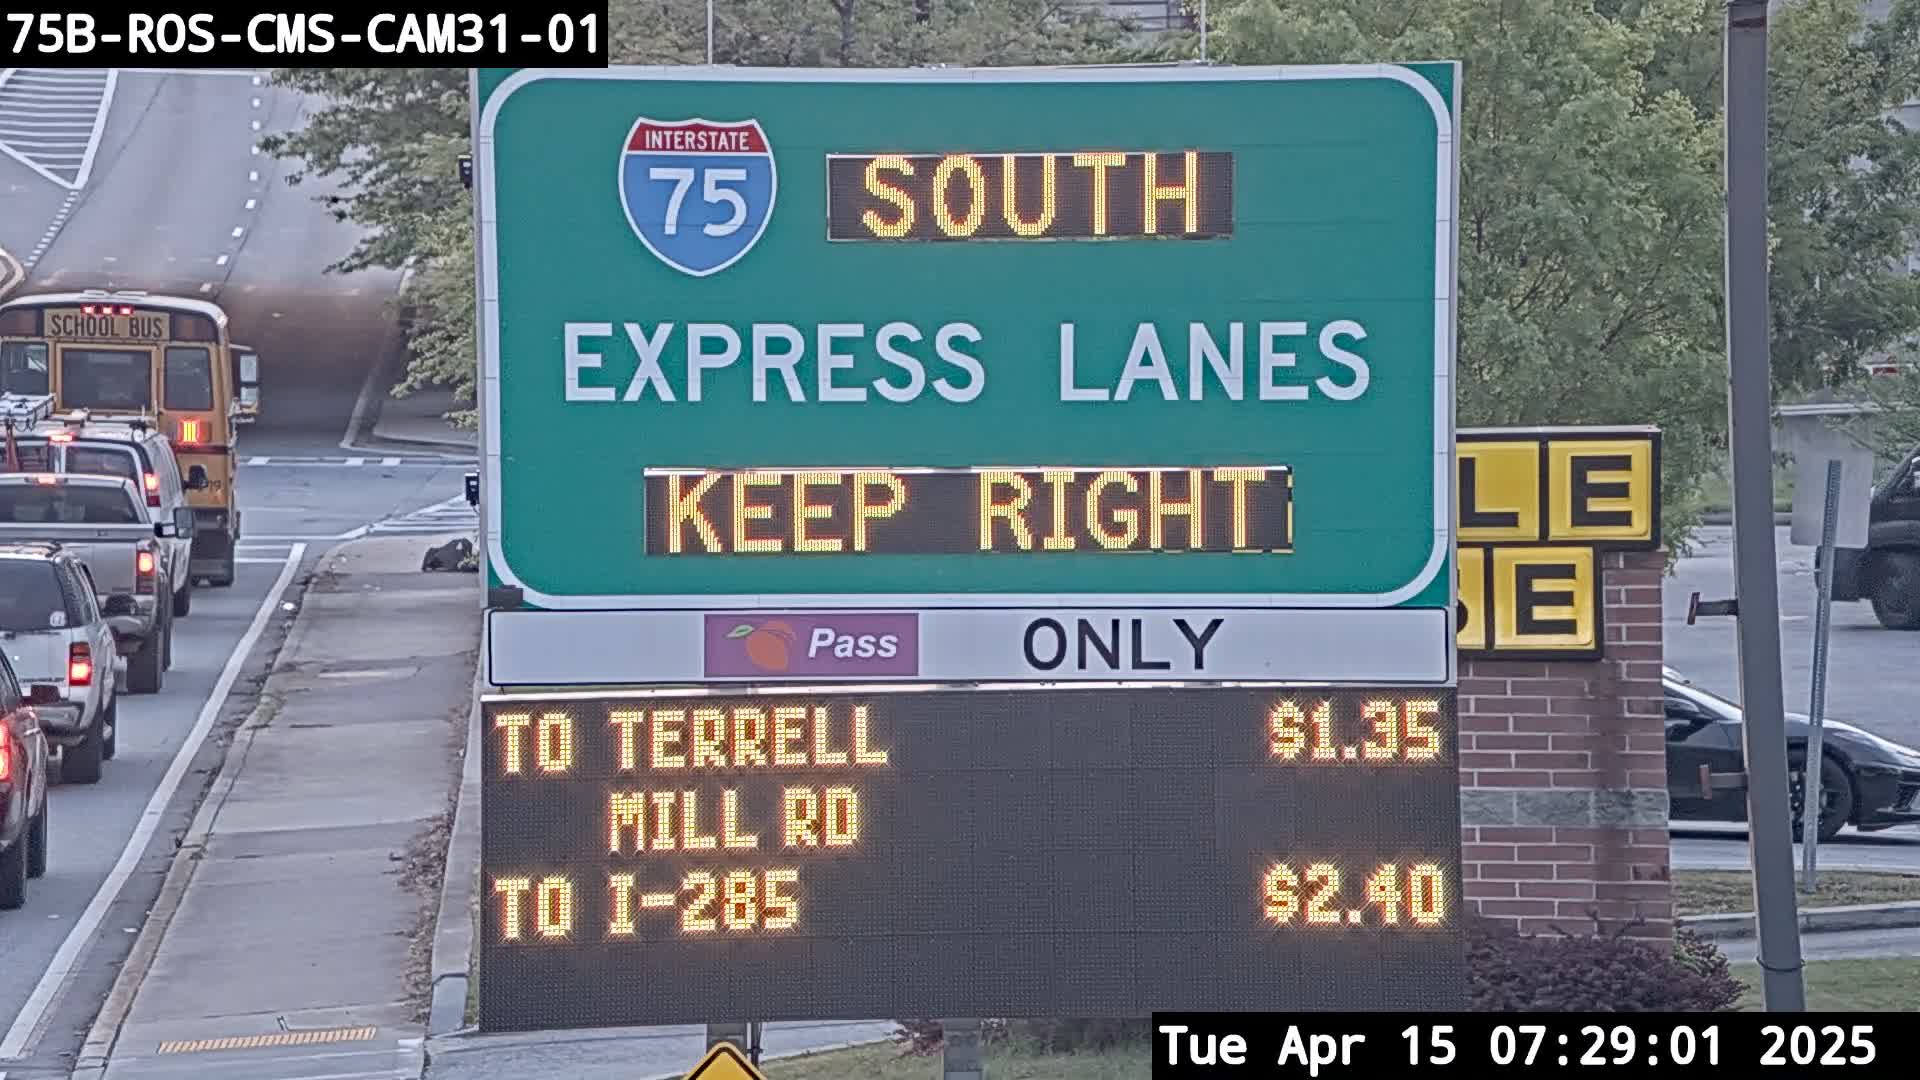 75B-ROS-CMS-CAM31-01
INTERSTATE
75
SOUTH
EXPRESS LANES
KEEP RIGHT
Pass ONLY
TO TERRELL $1.35
MILL RD
TO I-285 $2.40
SCHOOL BUS
LE
E
Tue Apr 15 07:29:01 2025